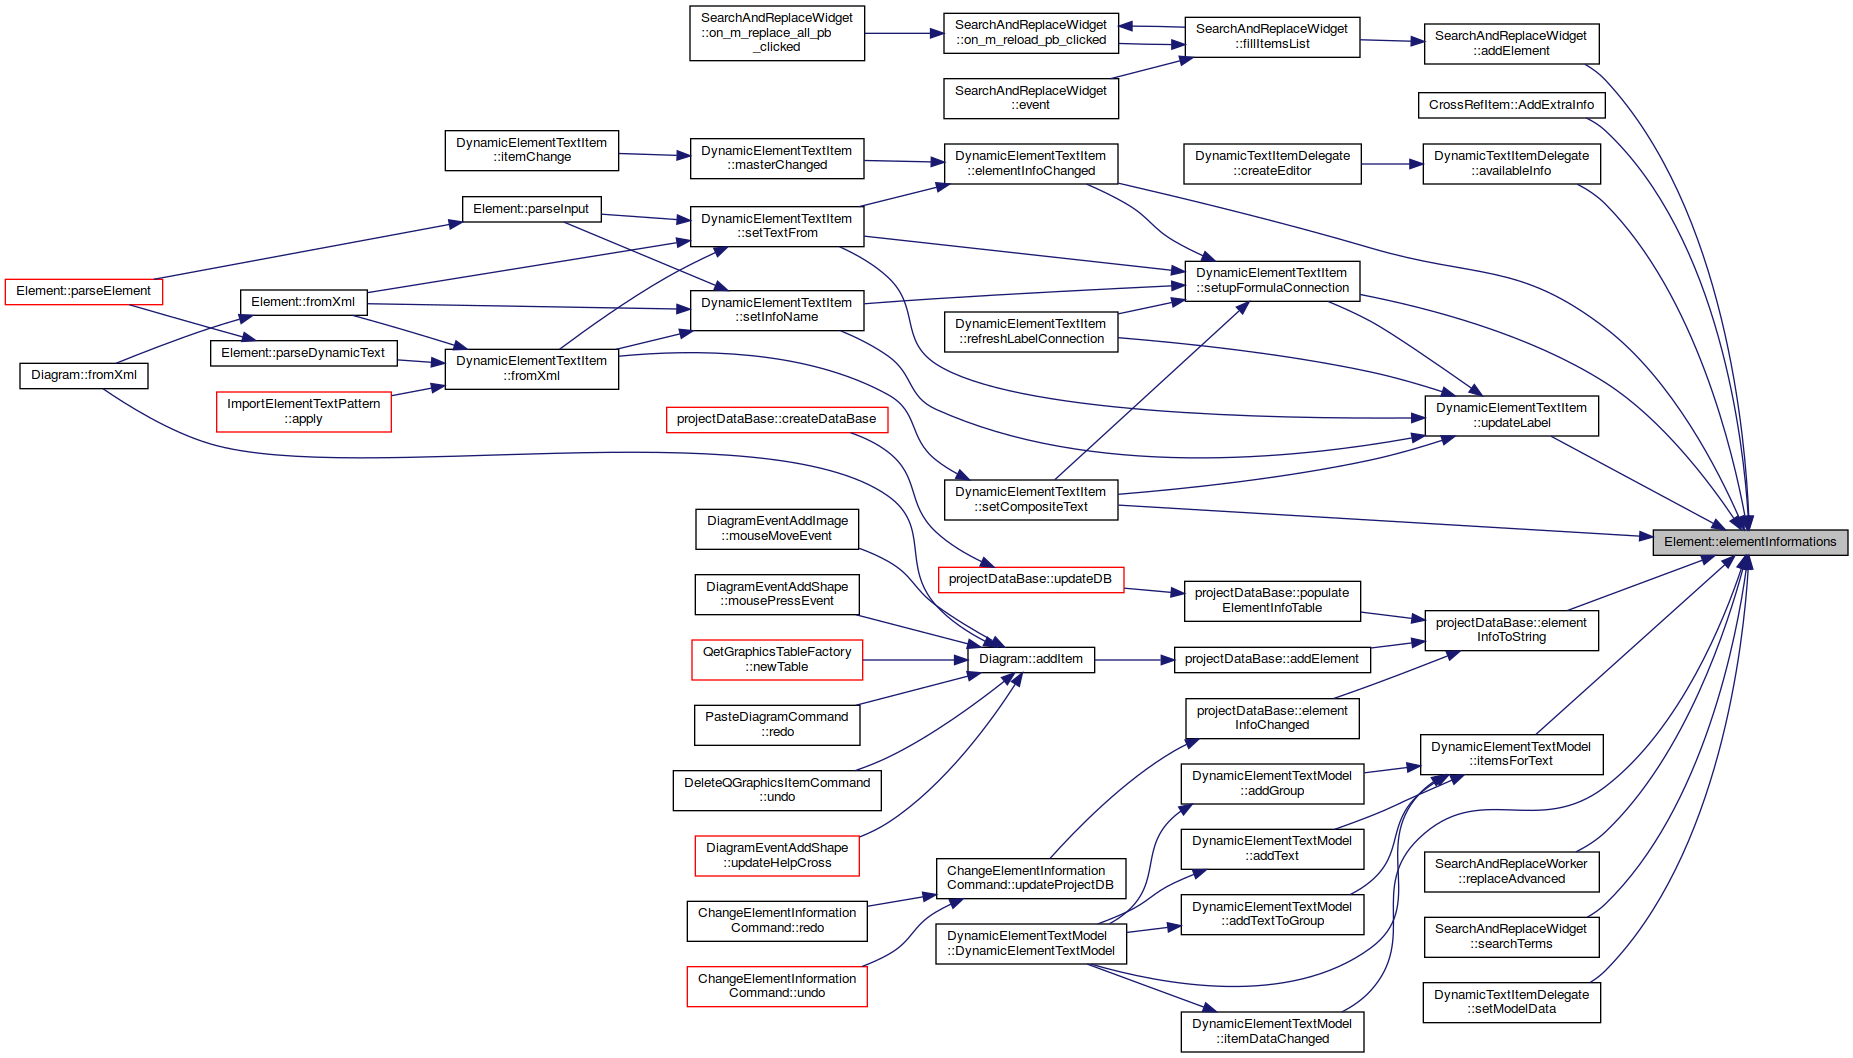 SearchAndReplaceWidget
::on_m_replace_all_pb
_clicked
SearchAndReplaceWidget
::on_m_reload_pb_clicked
SearchAndReplaceWidget
::fillItemsList
SearchAndReplaceWidget
::addElement
SearchAndReplaceWidget
::event
CrossRefItem::AddExtraInfo
DynamicElementTextItem
::itemChange
DynamicElementTextItem
::masterChanged
DynamicElementTextItem
::elementInfoChanged
DynamicTextItemDelegate
::createEditor
DynamicTextItemDelegate
::availableInfo
Element::parseInput
DynamicElementTextItem
::setTextFrom
Element::parseElement
Element::fromXml
DynamicElementTextItem
::setInfoName
DynamicElementTextItem
::setupFormulaConnection
DynamicElementTextItem
::refreshLabelConnection
Element::parseDynamicText
DynamicElementTextItem
::fromXml
Diagram::fromXml
ImportElementTextPattern
::apply
projectDataBase::createDataBase
DynamicElementTextItem
::updateLabel
DynamicElementTextItem
::setCompositeText
DiagramEventAddImage
::mouseMoveEvent
Element::elementInformations
projectDataBase::updateDB
DiagramEventAddShape
::mousePressEvent
projectDataBase::populate
ElementInfoTable
projectDataBase::element
InfoToString
QetGraphicsTableFactory
::newTable
Diagram::addItem
projectDataBase::addElement
PasteDiagramCommand
::redo
projectDataBase::element
InfoChanged
DynamicElementTextModel
::itemsForText
DeleteQGraphicsItemCommand
::undo
DynamicElementTextModel
::addGroup
DiagramEventAddShape
::updateHelpCross
DynamicElementTextModel
::addText
ChangeElementInformation
Command::updateProjectDB
SearchAndReplaceWorker
::replaceAdvanced
ChangeElementInformation
Command::redo
DynamicElementTextModel
::addTextToGroup
DynamicElementTextModel
::DynamicElementTextModel
SearchAndReplaceWidget
::searchTerms
ChangeElementInformation
Command::undo
DynamicTextItemDelegate
::setModelData
DynamicElementTextModel
::itemDataChanged